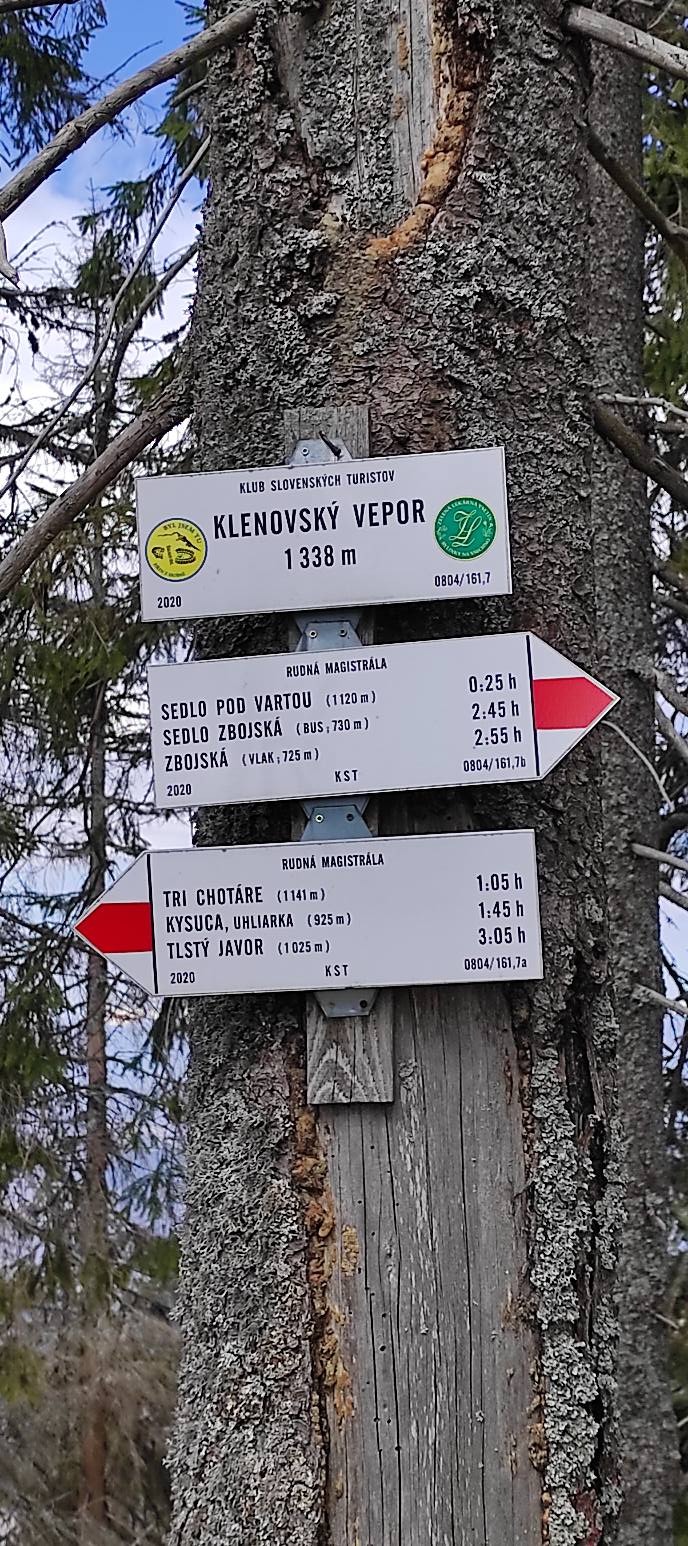 KLUB SLOVENSKÝCH TURISTOV
KLENOVSKÝ VEPOR
1 338 m
BYL JSEM TU
2020
0804/161,7
RUDNÁ MAGISTRÁLA
SEDLO POD VARTOU (1120 m) 0:25 h
SEDLO ZBOJSKÁ (BUS; 730 m) 2:45 h
ZBOJSKÁ (VLAK; 725 m) 2:55 h
2020 KST 0804/161,7b
RUDNÁ MAGISTRÁLA
TRI CHOTÁRE (1141 m) 1:05 h
KYSUCA, UHLIARKA (925 m) 1:45 h
TLSTÝ JAVOR (1025 m) 3:05 h
2020 KST 0804/161,7a